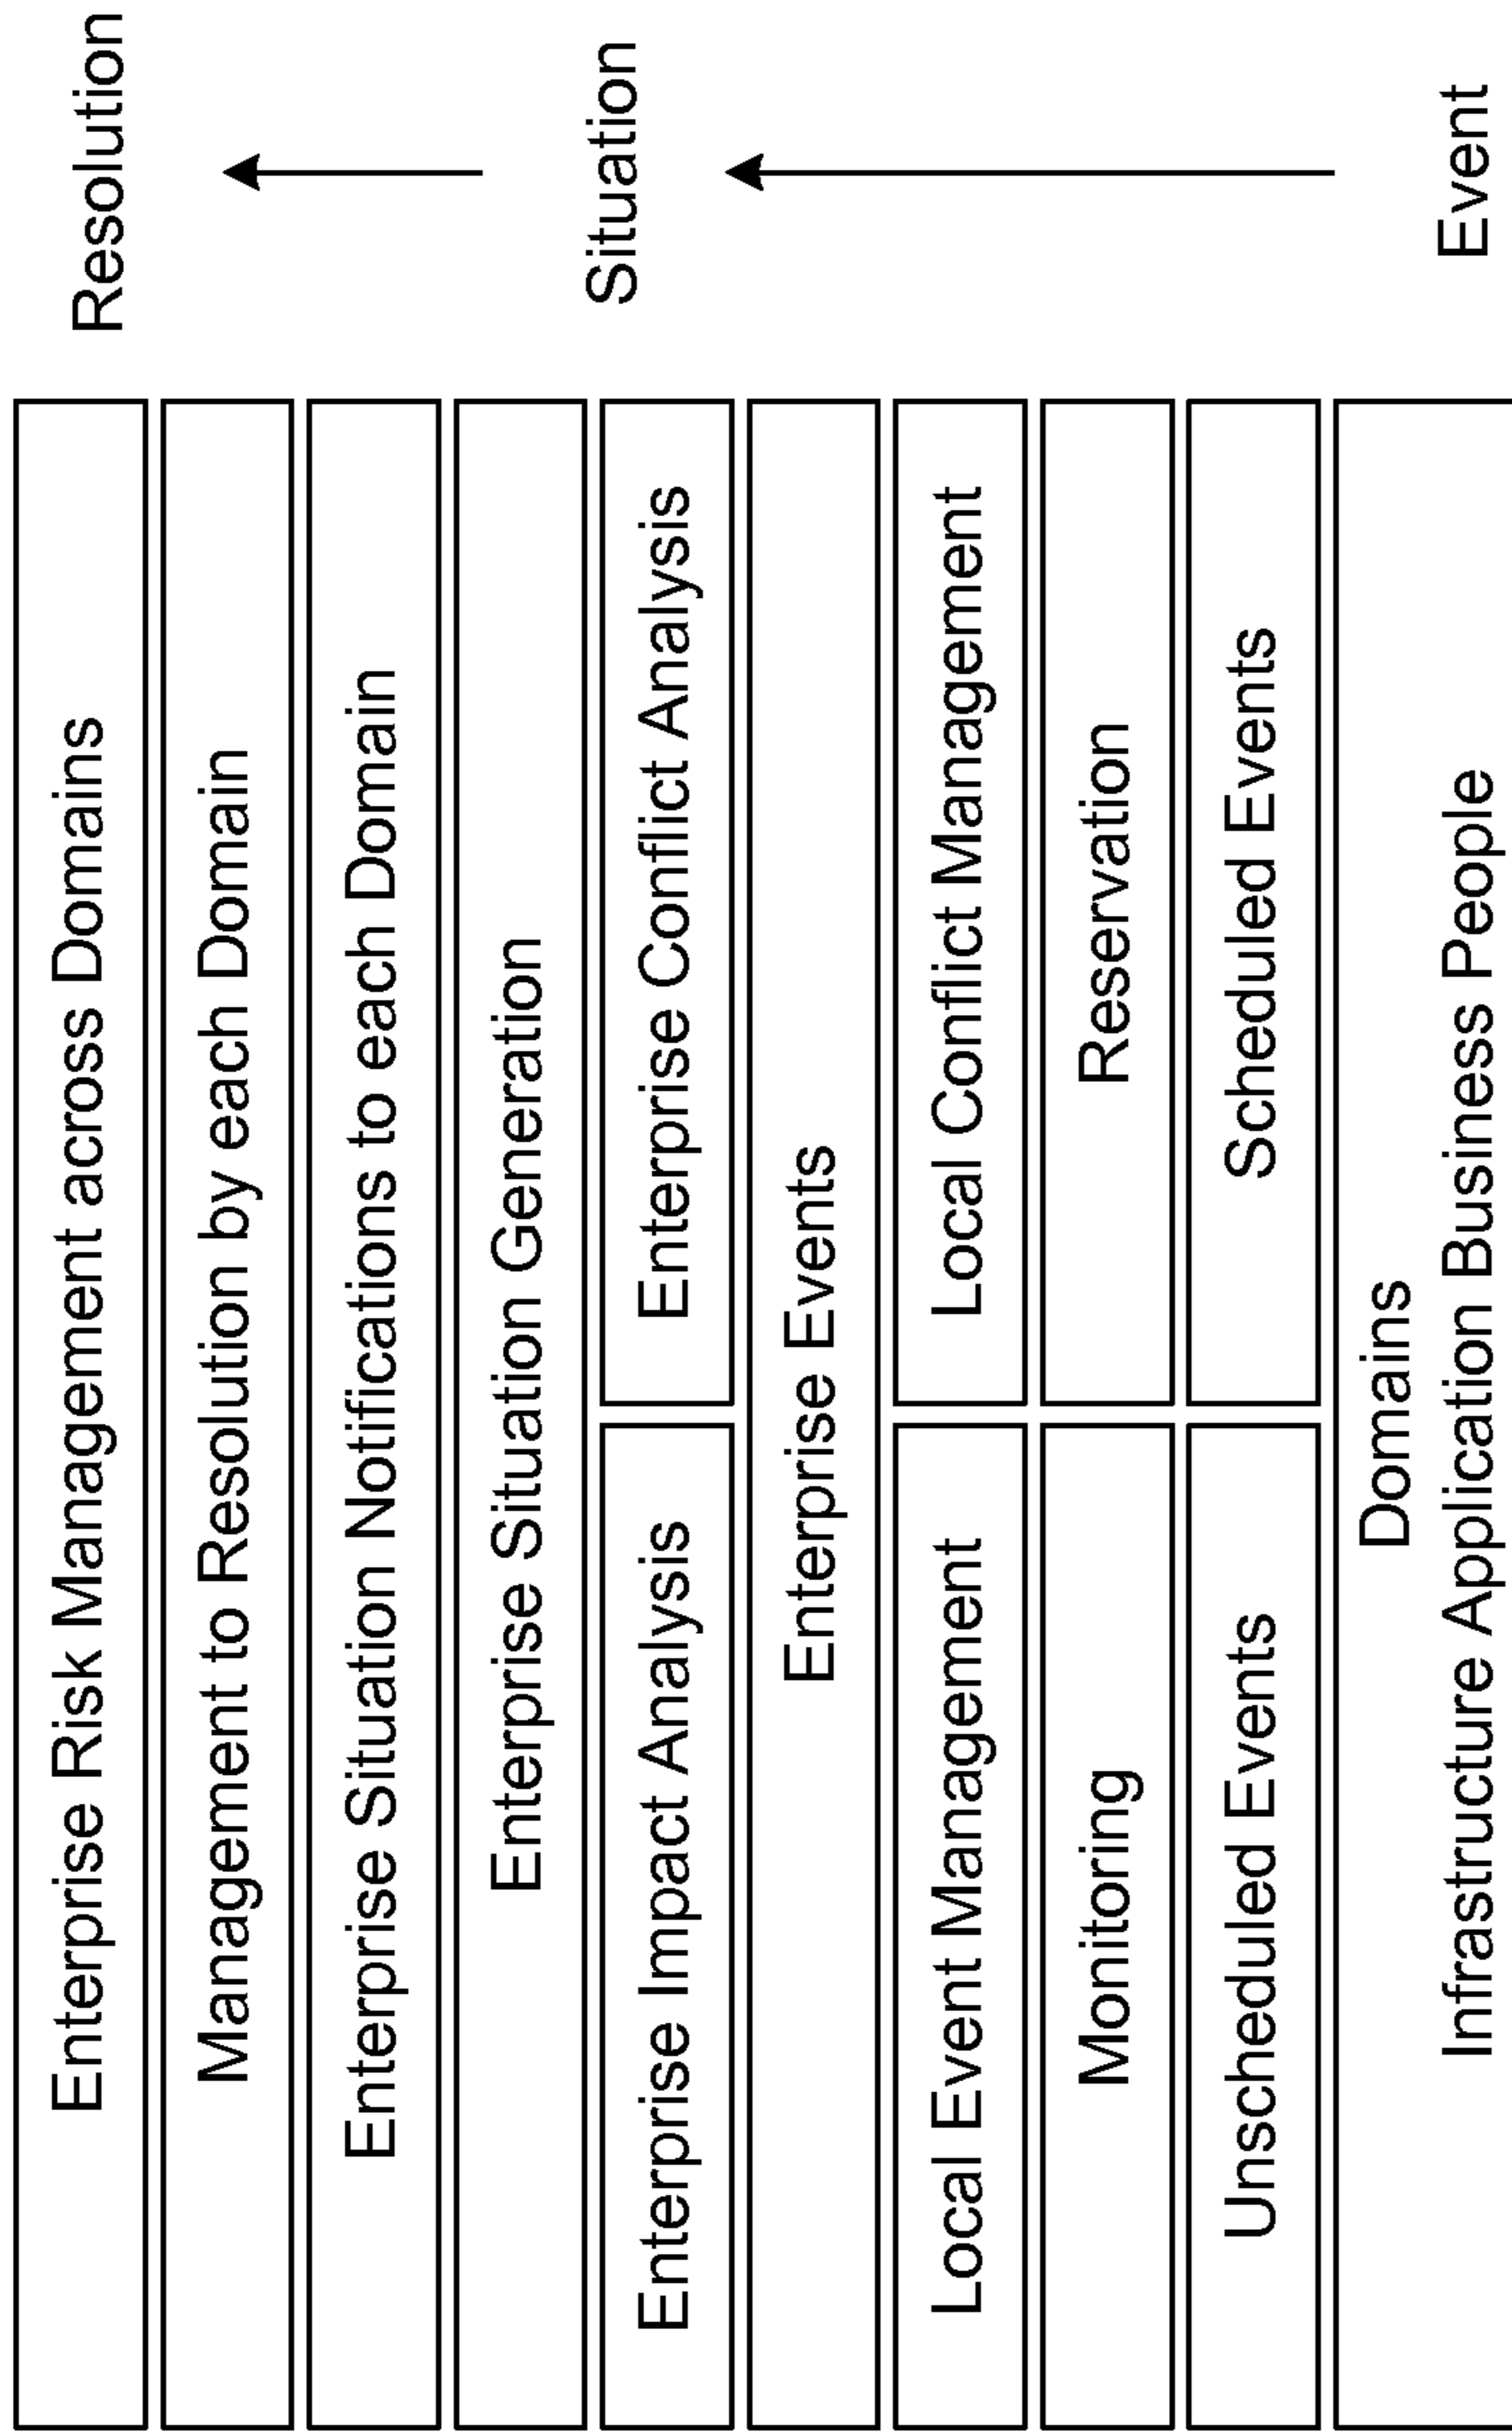 Enterprise Risk Management across Domains
Resolution
Management to Resolution by each Domain
Enterprise Situation Notifications to each Domain
Enterprise Situation Generation
Enterprise Impact Analysis
Enterprise Conflict Analysis
Situation
Enterprise Events
Local Event Management
Local Conflict Management
Monitoring
Reservation
Unscheduled Events
Scheduled Events
Domains
Infrastructure Application Business People
Event